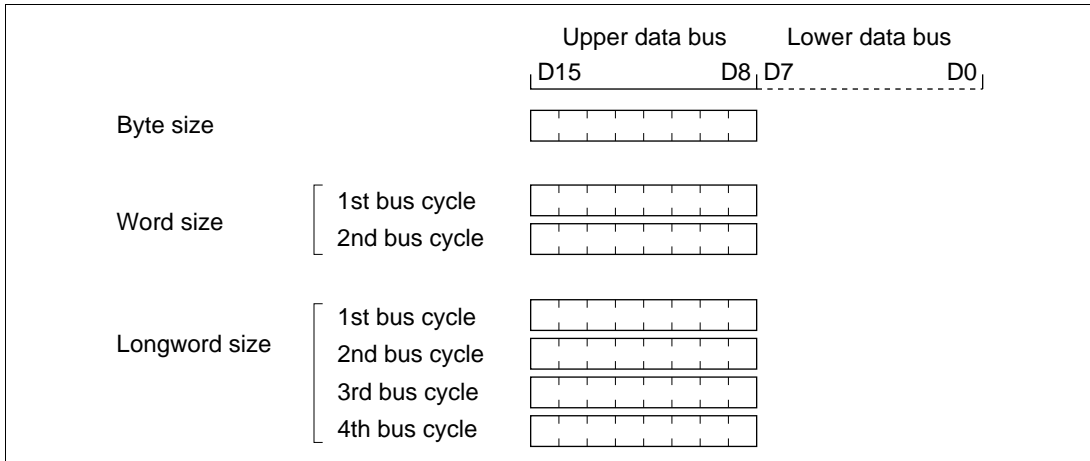 Upper data bus Lower data bus
D15 D8 D7 D0
Byte size
Word size
1st bus cycle
2nd bus cycle
Longword size
1st bus cycle
2nd bus cycle
3rd bus cycle
4th bus cycle